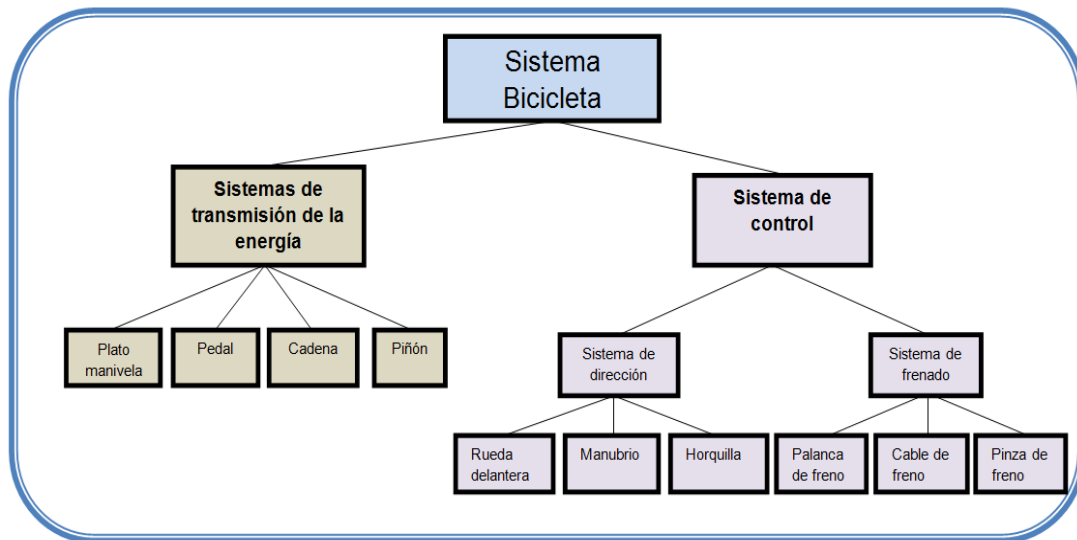 Sistema
Bicicleta
Sistemas de
transmisión de la
energía
Sistema de
control
Plato
manivela
Pedal
Cadena
Piñón
Sistema de
dirección
Sistema de
frenado
Rueda
delantera
Manubrio
Horquilla
Palanca
de freno
Cable de
freno
Pinza de
freno